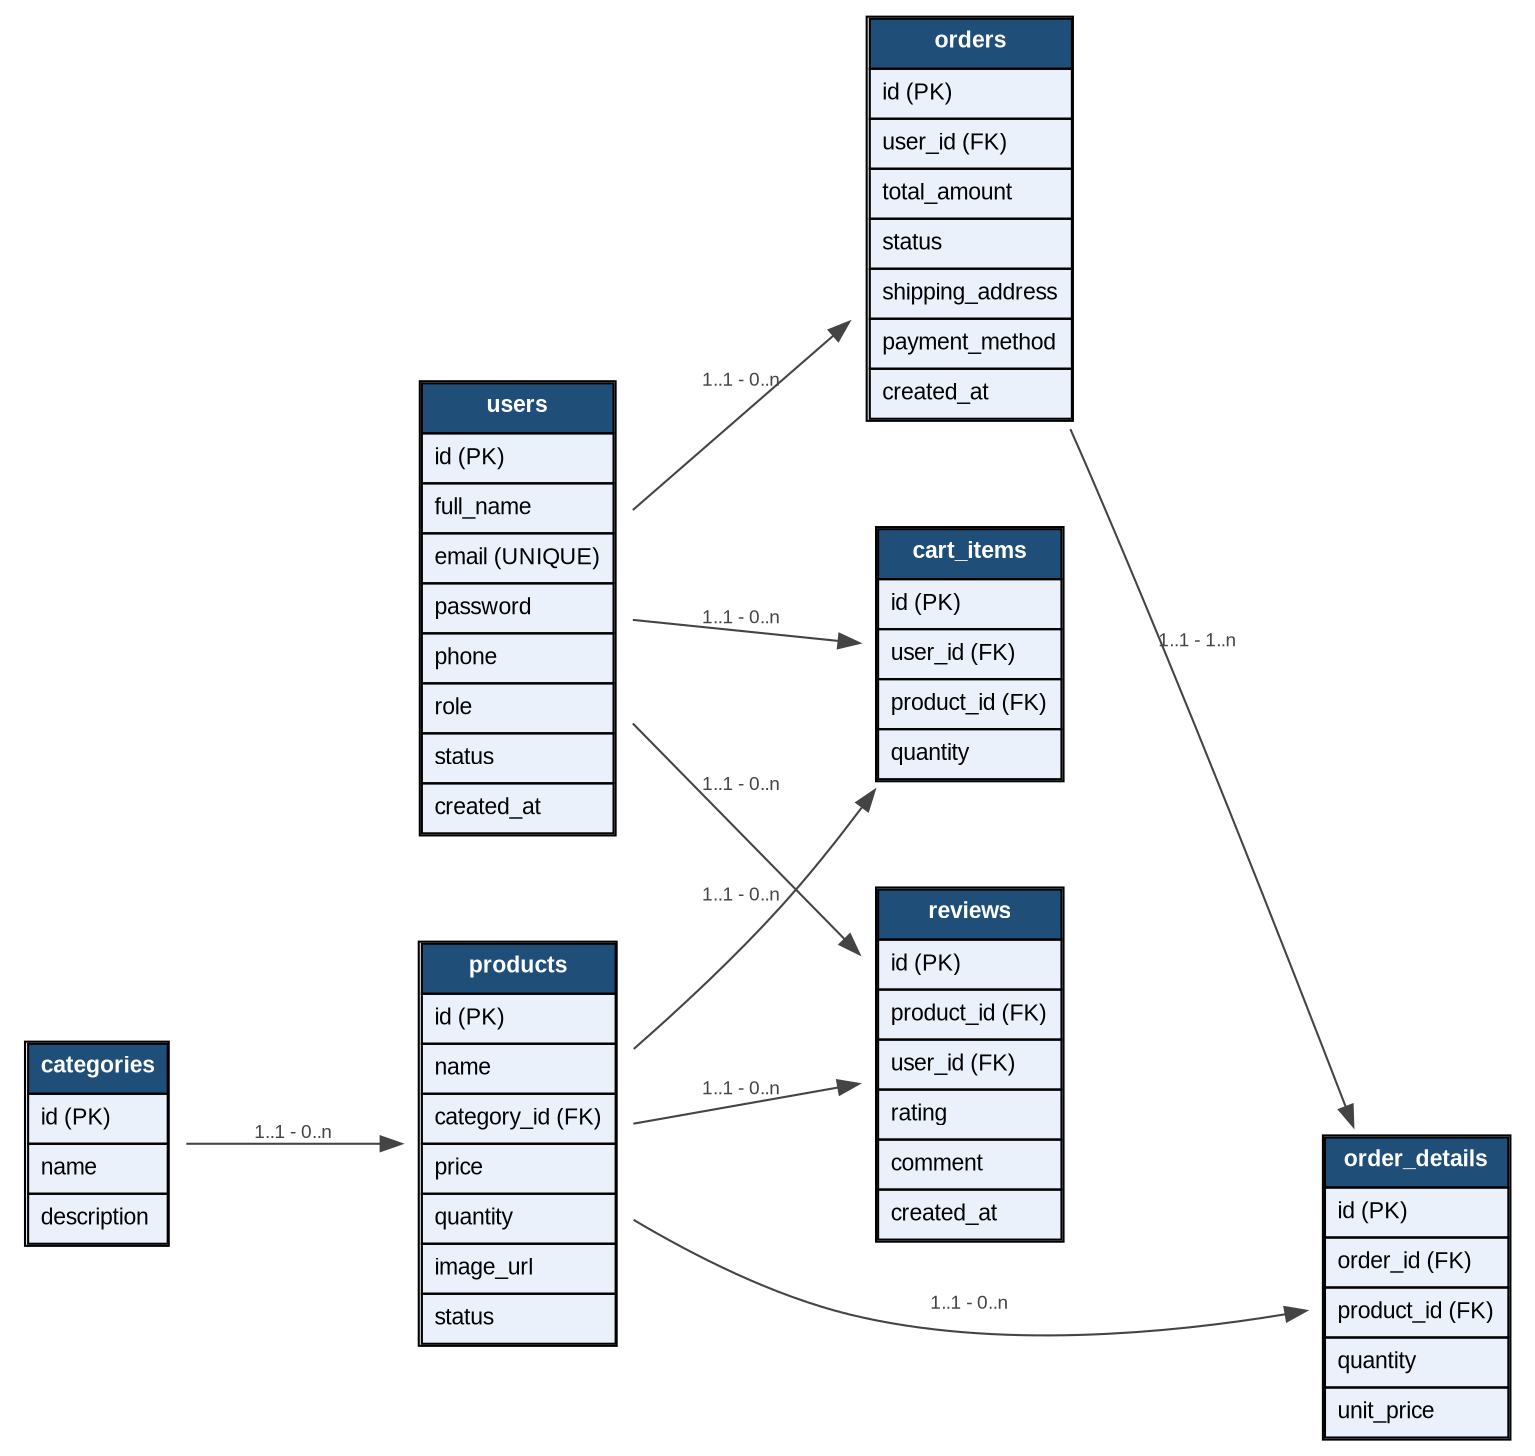 orders
id (PK)
user_id (FK)
total_amount
status
shipping_address
payment_method
created_at
users
id (PK)
full_name
email (UNIQUE)
password
phone
role
status
created_at
1..1 - 0..n
1..1 - 0..n
1..1 - 0..n
1..1 - 0..n
cart_items
id (PK)
user_id (FK)
product_id (FK)
quantity
1..1 - 1..n
categories
id (PK)
name
description
1..1 - 0..n
products
id (PK)
name
category_id (FK)
price
quantity
image_url
status
1..1 - 0..n
reviews
id (PK)
product_id (FK)
user_id (FK)
rating
comment
created_at
1..1 - 0..n
order_details
id (PK)
order_id (FK)
product_id (FK)
quantity
unit_price